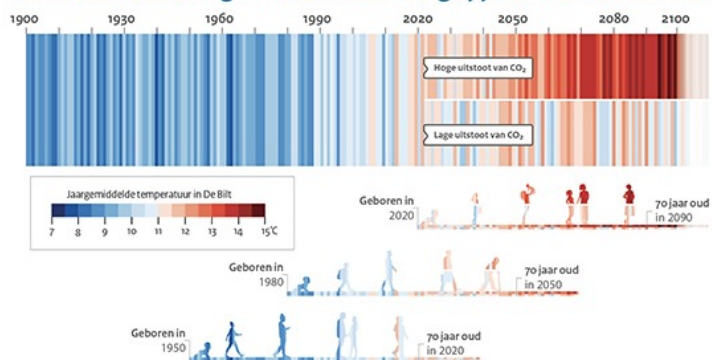 1900 1930 1960 1990 2020 2050 2080 2100
Hoge uitstoot van CO₂
Lage uitstoot van CO₂
Jaargemiddelde temperatuur in De Bilt
7 8 9 10 11 12 13 14 15°C
Geboren in
2020
70 jaar oud
in 2090
Geboren in
1980
70 jaar oud
in 2050
Geboren in
1950
70 jaar oud
in 2020